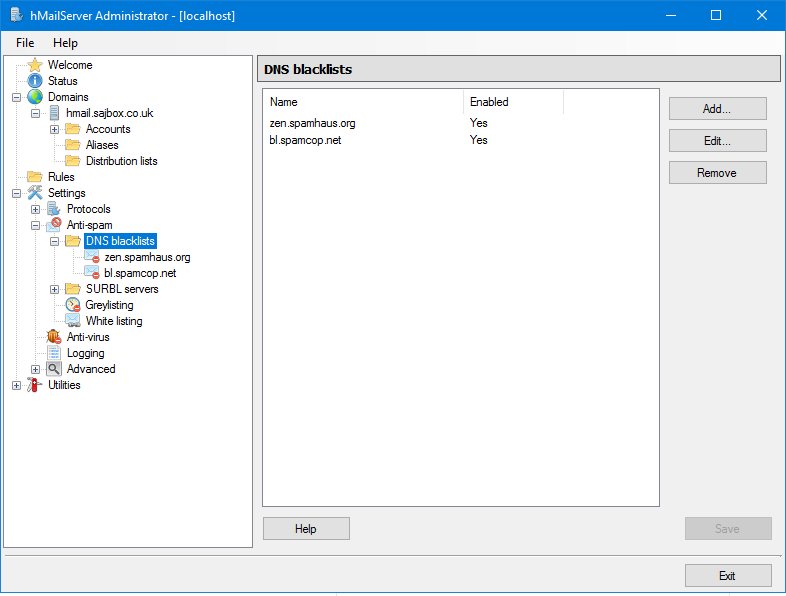 hMailServer Administrator - [localhost]
File Help
Welcome
Status
Domains
hmail.sajbox.co.uk
Accounts
Aliases
Distribution lists
Rules
Settings
Protocols
Anti-spam
DNS blacklists
zen.spamhaus.org
bl.spamcop.net
SURBL servers
Greylisting
White listing
Anti-virus
Logging
Advanced
Utilities
DNS blacklists
Name Enabled
zen.spamhaus.org Yes
bl.spamcop.net Yes
Add...
Edit...
Remove
Help
Save
Exit